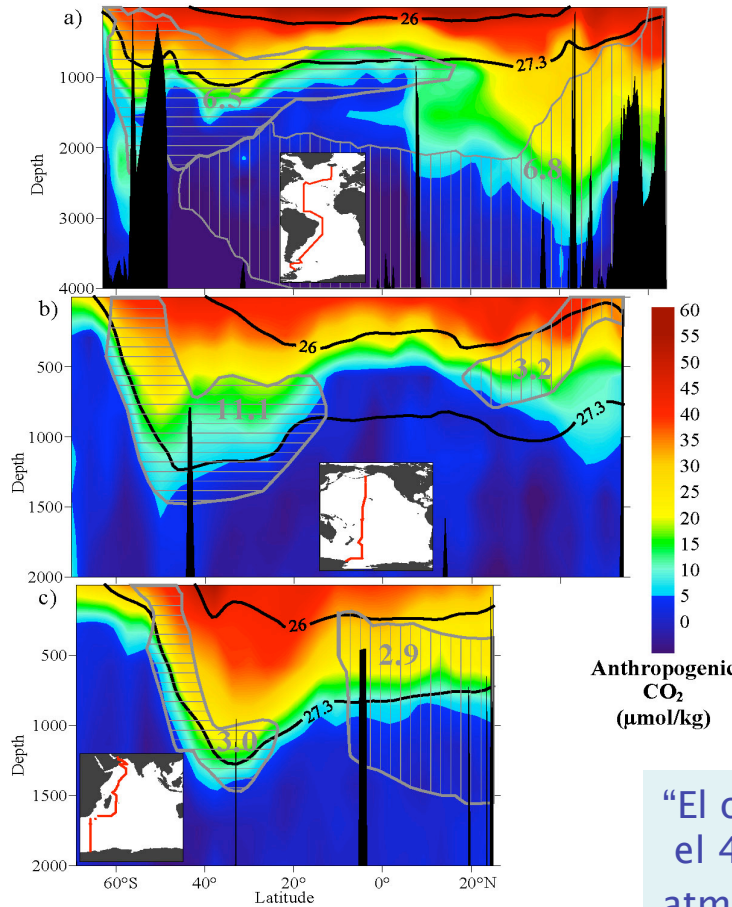 a)
26
27.3
6.5
6.8
1000
2000
3000
4000
Depth
b)
26
27.3
11.1
3.2
500
1000
1500
2000
Depth
60
55
50
45
40
35
30
25
20
15
10
5
0
Anthropogenic
CO₂
(μmol/kg)
c)
26
27.3
3.0
2.9
500
1000
1500
2000
Depth
60°S
40°
20°
0°
20°N
Latitude
“El
el 4